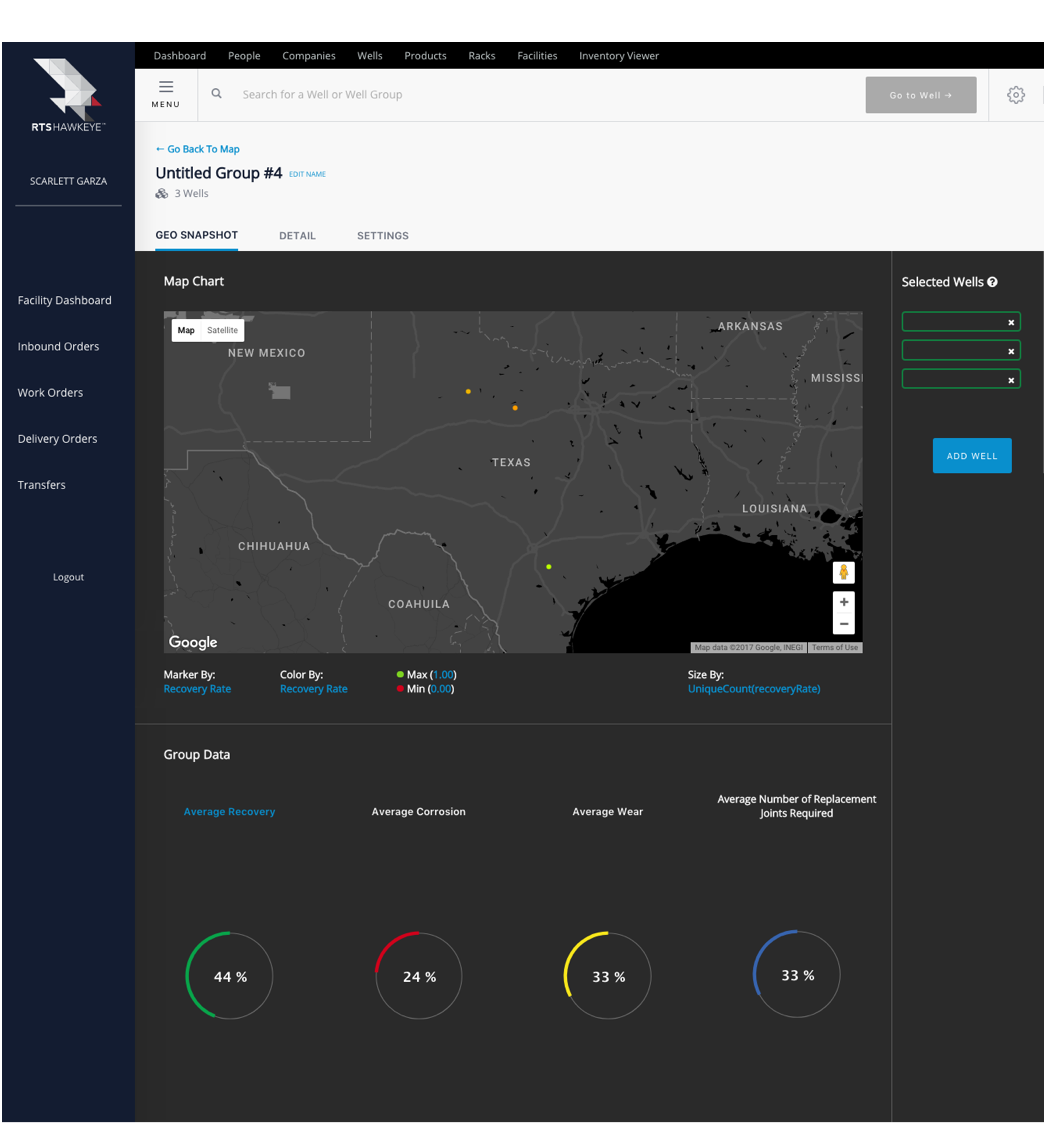 Dashboard People Companies Wells Products Racks Facilities Inventory Viewer
RTSHAWKEYE™
SCARLETT GARZA
Facility Dashboard
Inbound Orders
Work Orders
Delivery Orders
Transfers
Logout
MENU
Search for a Well or Well Group
Go to Well →
← Go Back To Map
Untitled Group #4 EDIT NAME
3 Wells
GEO SNAPSHOT DETAIL SETTINGS
Map Chart
Map Satellite
ARKANSAS
NEW MEXICO
MISSISSI
TEXAS
LOUISIANA
CHIHUAHUA
COAHUILA
Google
Map data ©2017 Google, INEGI Terms of Use
Marker By: Color By: Max (1.00) Size By:
Recovery Rate Recovery Rate Min (0.00) UniqueCount(recoveryRate)
Selected Wells
ADD WELL
Group Data
Average Recovery Average Corrosion Average Wear Average Number of Replacement
Joints Required
44 % 24 % 33 % 33 %